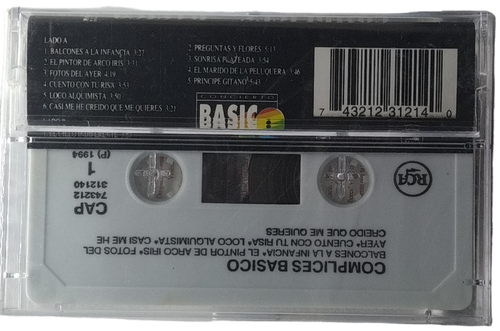 LADO A
1. BALCONES A LA INFANCIA 3:27
2. EL PINTOR DE ARCO IRIS 3:31
3. FOTOS DEL AYER 4:19
4. CUENTO CON TU RISA 3:53
5. LOCO ALQUIMISTA 3:50
6. CASI ME HE CREIDO QUE ME QUIERES 3:21
2. PREGUNTAS Y FLORES 5:13
3. SONRISA PLATEADA 3:54
4. EL MARIDO DE LA PELUQUERA 3:46
5. PRINCIPE GITANO 5:43
CONCIERTO
BASICO
7 43212 31214 0
COMPLICES BASICO
BALCONES A LA INFANCIA* EL PINTOR DE ARCO IRIS* FOTOS DEL
AYER* CUENTO CON TU RISA* LOCO ALQUIMISTA* CASI ME HE
CREIDO QUE ME QUIERES
CAP
743212
312140
1
(P) 1994
RCA